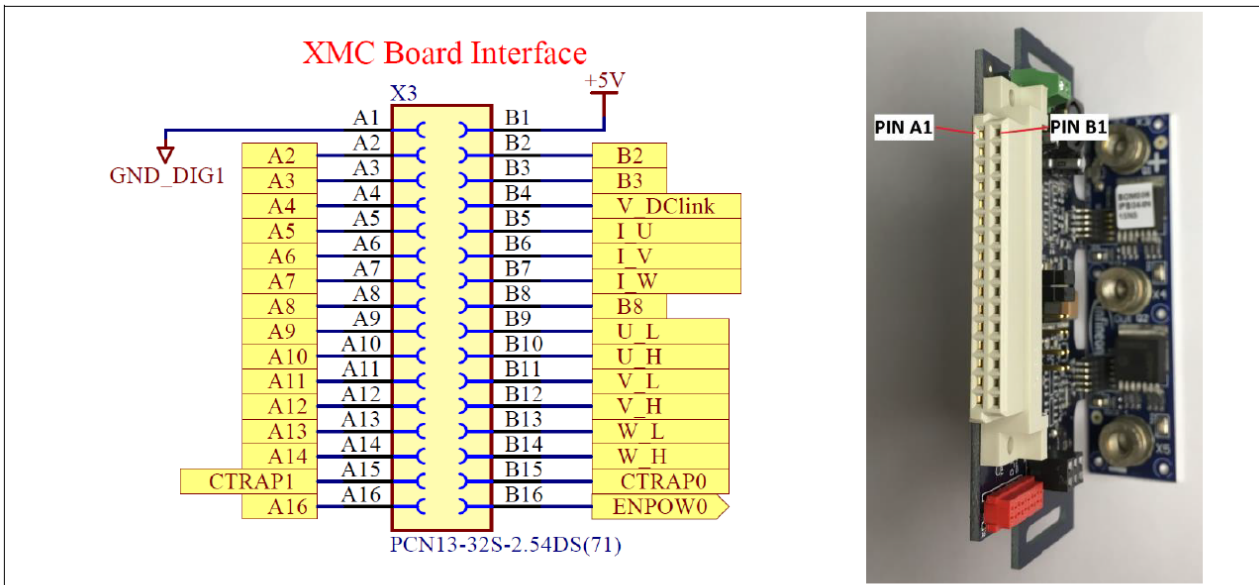 XMC Board Interface
X3
+5V
A1 B1
GND_DIG1
A2 A2 B2 B2
A3 A3 B3 B3
A4 A4 B4 V_DClink
A5 A5 B5 I_U
A6 A6 B6 I_V
A7 A7 B7 I_W
A8 A8 B8 B8
A9 A9 B9 U_L
A10 A10 B10 U_H
A11 A11 B11 V_L
A12 A12 B12 V_H
A13 A13 B13 W_L
A14 A14 B14 W_H
CTRAP1 A15 B15 CTRAP0
A16 A16 B16 ENPOW0
PCN13-32S-2.54DS(71)
PIN A1
PIN B1
X4
X5